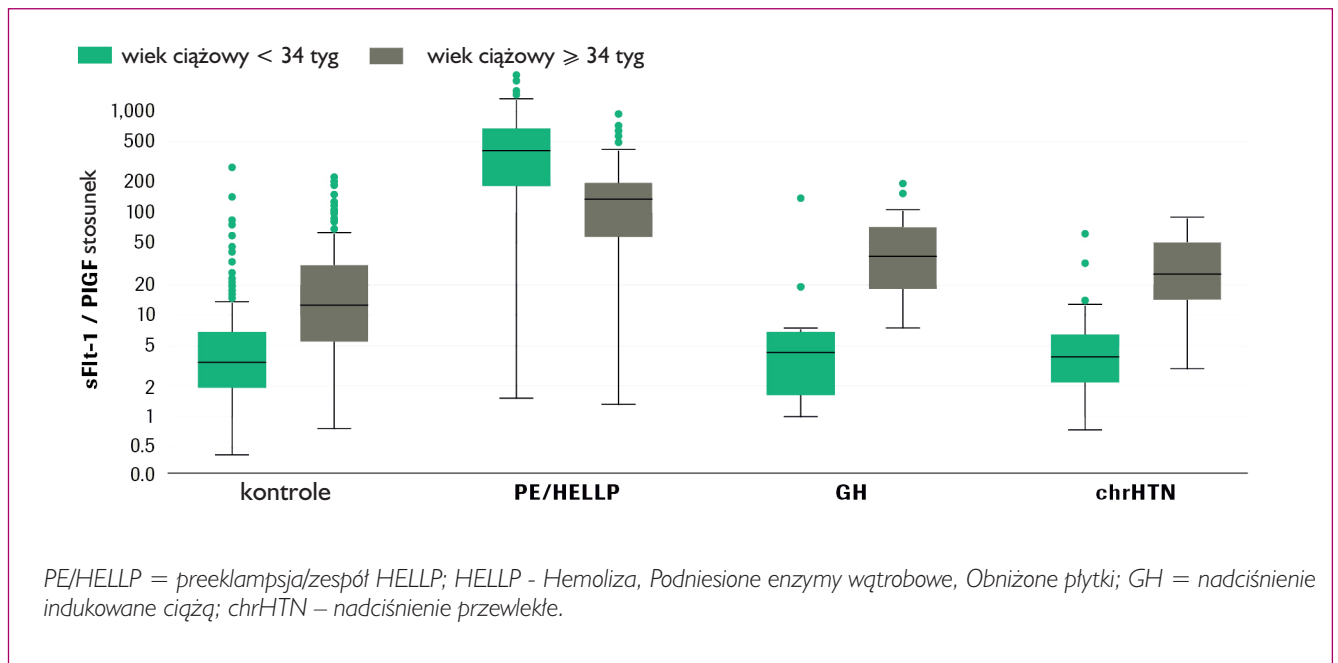 wiek ciążowy < 34 tyg wiek ciążowy ⩾ 34 tyg
sFlt-1 / PlGF stosunek
1,000
500
200
100
50
20
10
5
2
1
0.5
0.0
kontrole PE/HELLP GH chrHTN
PE/HELLP = preeklampsja/zespół HELLP; HELLP - Hemoliza, Podniesione enzymy wątrobowe, Obniżone płytki; GH = nadciśnienie
indukowane ciążą; chrHTN – nadciśnienie przewlekłe.